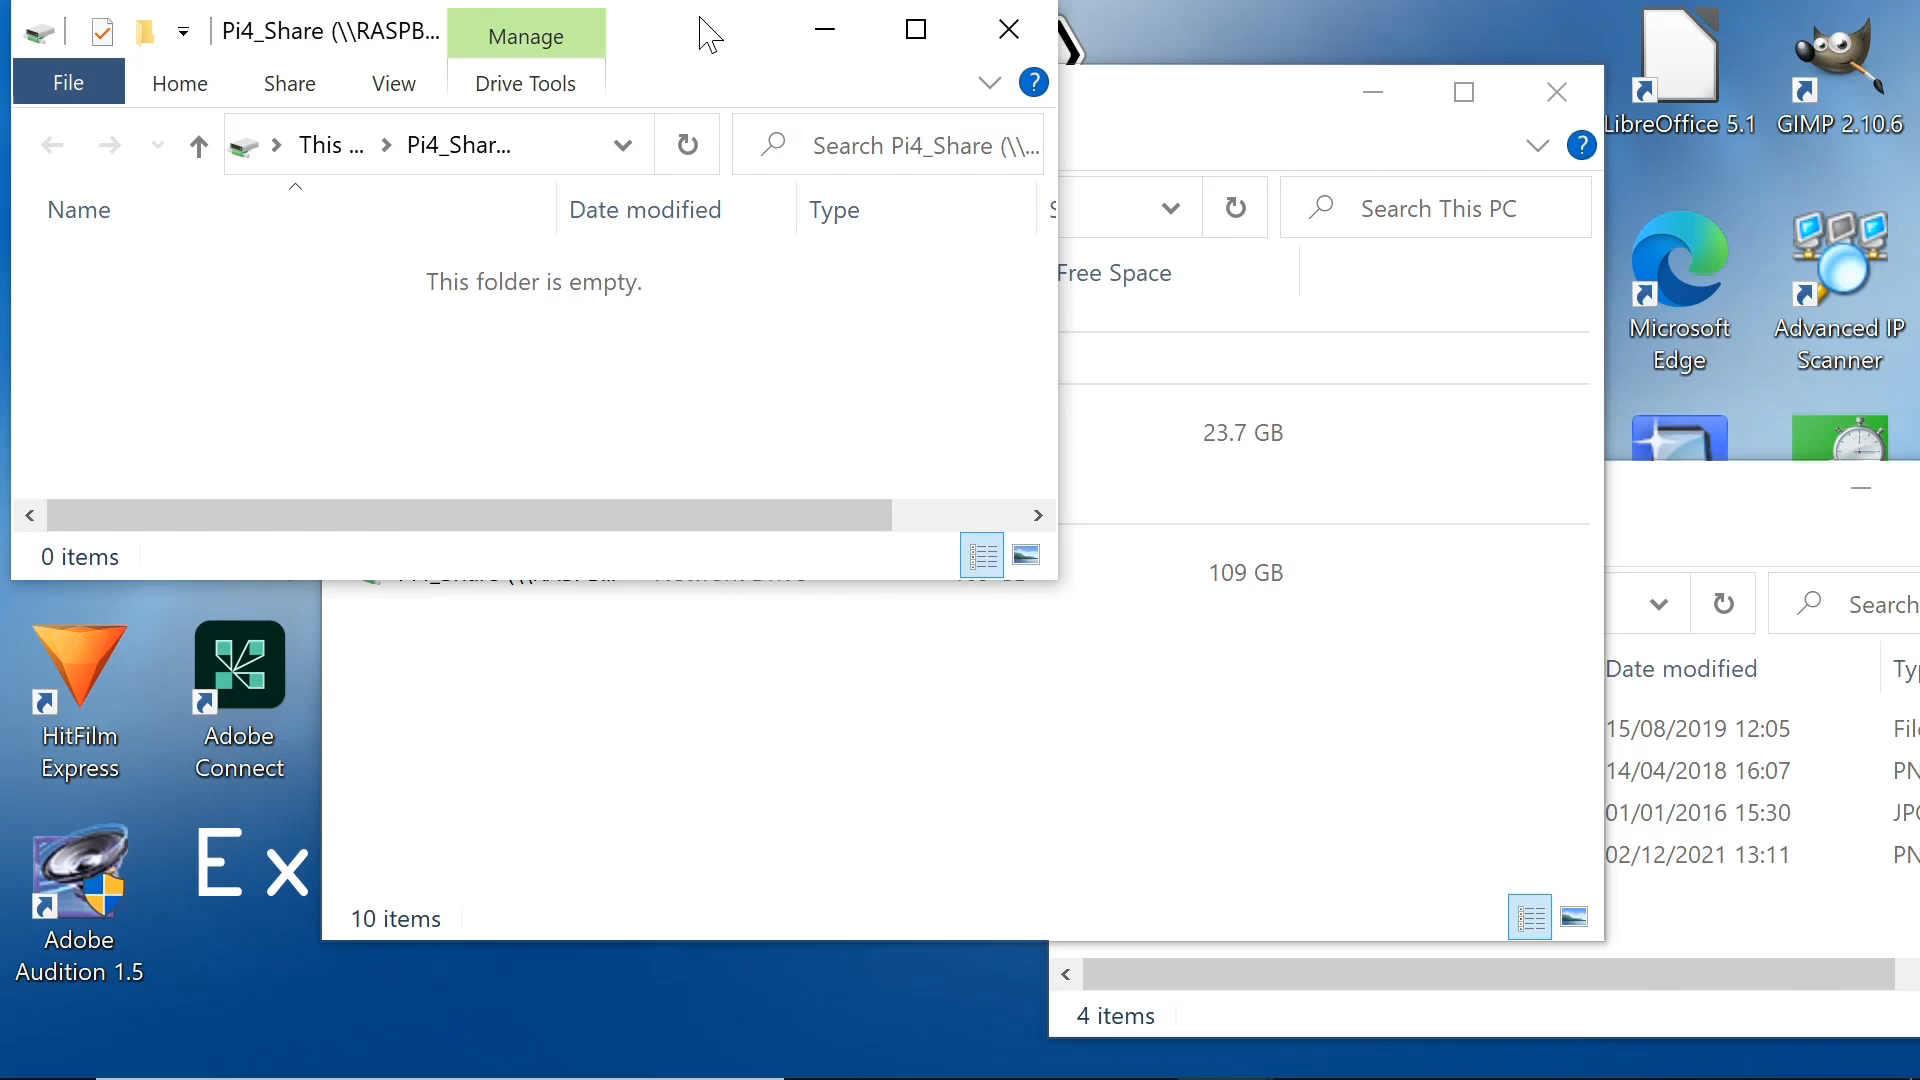 Pi4_Share (\\RASPB...
Manage
File
Home
Share
View
Drive Tools
?
This ...
Pi4_Shar...
Search Pi4_Share (\\...
Name
Date modified
Type
This folder is empty.
0 items
?
Search This PC
Free Space
23.7 GB
109 GB
10 items
LibreOffice 5.1
GIMP 2.10.6
Microsoft
Edge
Advanced IP
Scanner
HitFilm
Express
Adobe
Connect
Adobe
Audition 1.5
Ex
Search
Date modified
Typ
15/08/2019 12:05
File
14/04/2018 16:07
PN
01/01/2016 15:30
JPG
02/12/2021 13:11
PN
4 items